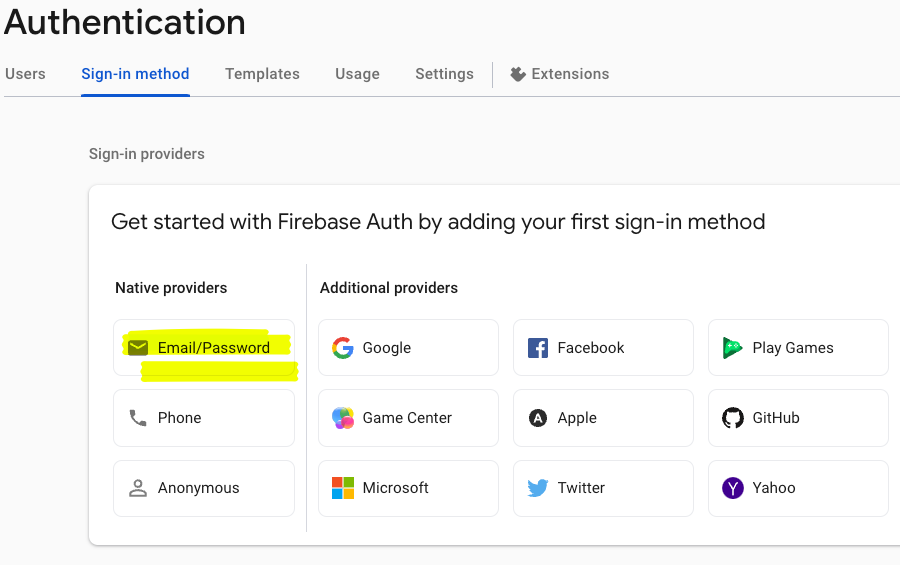 Authentication
Users Sign-in method Templates Usage Settings Extensions
Sign-in providers
Get started with Firebase Auth by adding your first sign-in method
Native providers Additional providers
Email/Password Google Facebook Play Games
Phone Game Center Apple GitHub
Anonymous Microsoft Twitter Yahoo